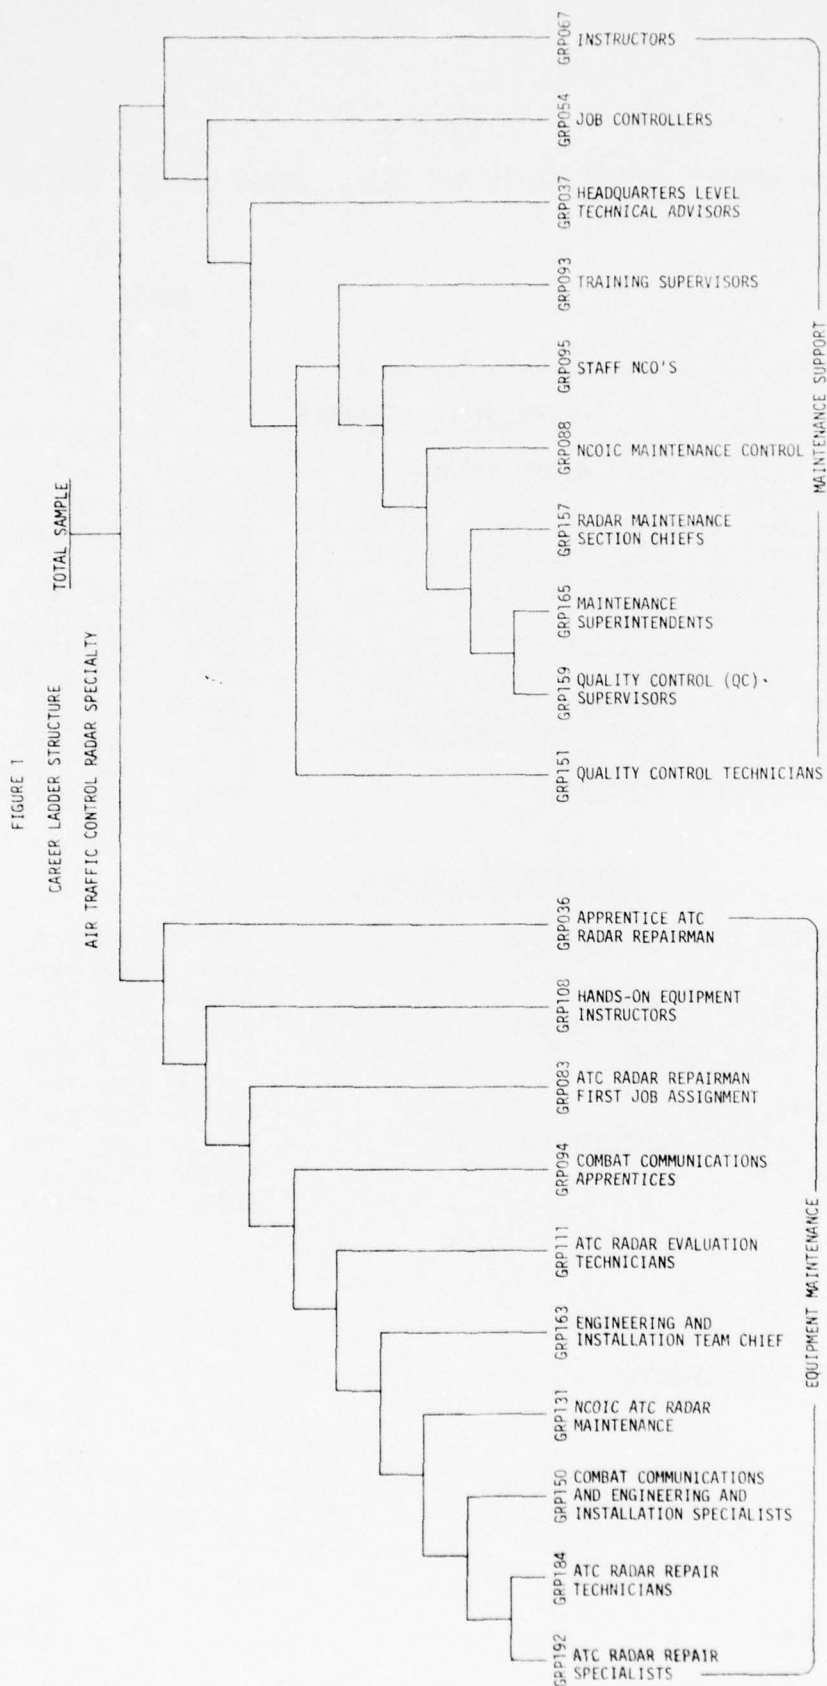 FIGURE 1
CAREER LADDER STRUCTURE
AIR TRAFFIC CONTROL RADAR SPECIALTY
TOTAL SAMPLE
GRP067
INSTRUCTORS
GRP054
JOB CONTROLLERS
GRP037
HEADQUARTERS LEVEL
TECHNICAL ADVISORS
GRP093
TRAINING SUPERVISORS
GRP095
STAFF NCO'S
GRP088
NCOIC MAINTENANCE CONTROL
GRP157
RADAR MAINTENANCE
SECTION CHIEFS
GRP165
MAINTENANCE
SUPERINTENDENTS
GRP159
QUALITY CONTROL (QC)
SUPERVISORS
GRP151
QUALITY CONTROL TECHNICIANS
MAINTENANCE SUPPORT
GRP036
APPRENTICE ATC
RADAR REPAIRMAN
GRP108
HANDS-ON EQUIPMENT
INSTRUCTORS
GRP083
ATC RADAR REPAIRMAN
FIRST JOB ASSIGNMENT
GRP094
COMBAT COMMUNICATIONS
APPRENTICES
GRP111
ATC RADAR EVALUATION
TECHNICIANS
GRP163
ENGINEERING AND
INSTALLATION TEAM CHIEF
GRP131
NCOIC ATC RADAR
MAINTENANCE
GRP150
COMBAT COMMUNICATIONS
AND ENGINEERING AND
INSTALLATION SPECIALISTS
GRP184
ATC RADAR REPAIR
TECHNICIANS
GRP192
ATC RADAR REPAIR
SPECIALISTS
EQUIPMENT MAINTENANCE